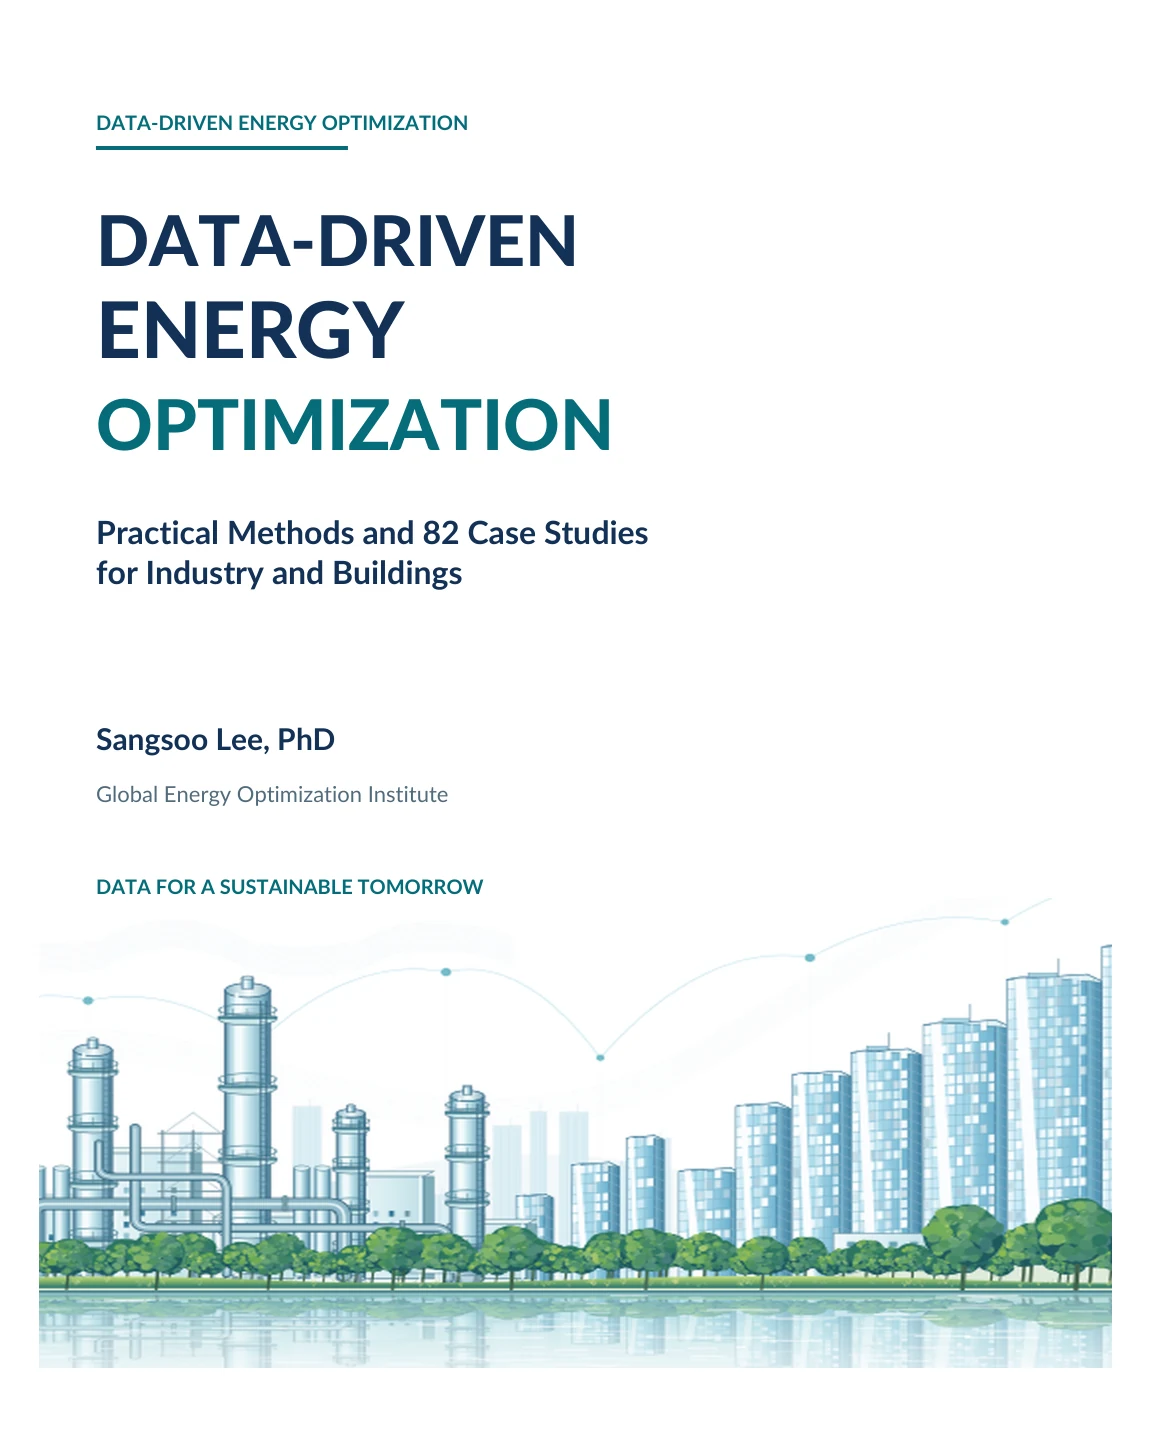 DATA-DRIVEN ENERGY OPTIMIZATION
DATA-DRIVEN
ENERGY
OPTIMIZATION
Practical Methods and 82 Case Studies
for Industry and Buildings
Sangsoo Lee, PhD
Global Energy Optimization Institute
DATA FOR A SUSTAINABLE TOMORROW